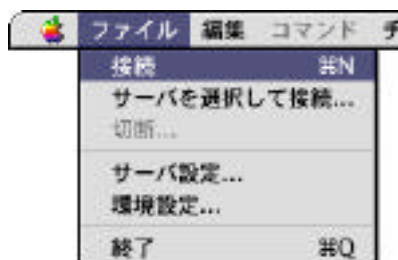 ファイル 編集 コマンド チ
接続 ⌘N
サーバを選択して接続...
切断...
サーバ設定...
環境設定...
終了 ⌘Q